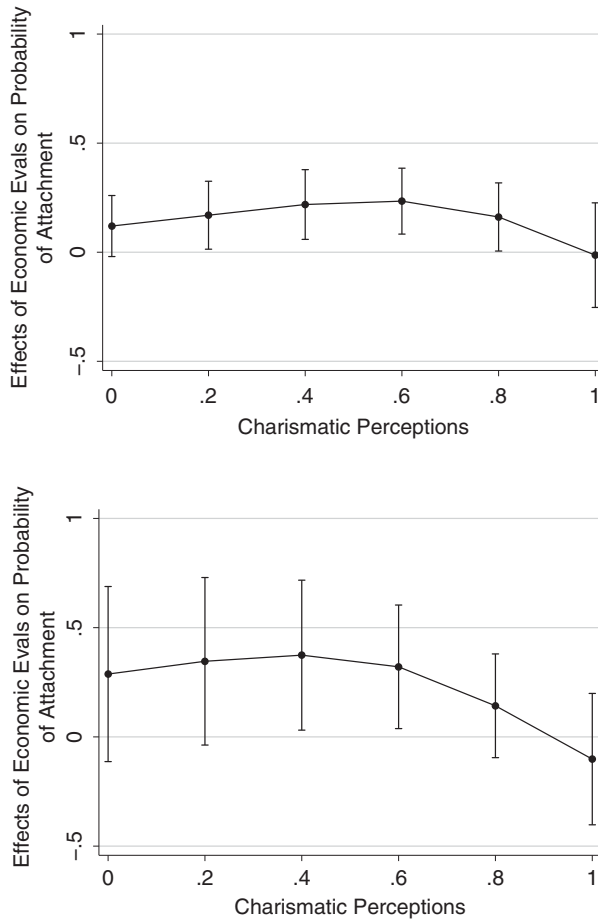 Effects of Economic Evals on Probability
of Attachment
1
.5
0
-.5
0 .2 .4 .6 .8 1
Charismatic Perceptions
Effects of Economic Evals on Probability
of Attachment
1
.5
0
-.5
0 .2 .4 .6 .8 1
Charismatic Perceptions